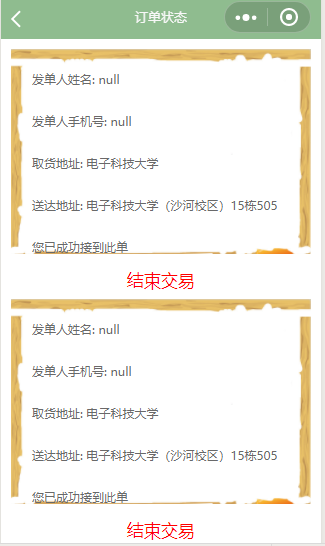 订单状态
发单人姓名: null
发单人手机号: null
取货地址: 电子科技大学
送达地址: 电子科技大学（沙河校区）15栋505
您已成功接到此单
结束交易
发单人姓名: null
发单人手机号: null
取货地址: 电子科技大学
送达地址: 电子科技大学（沙河校区）15栋505
您已成功接到此单
结束交易